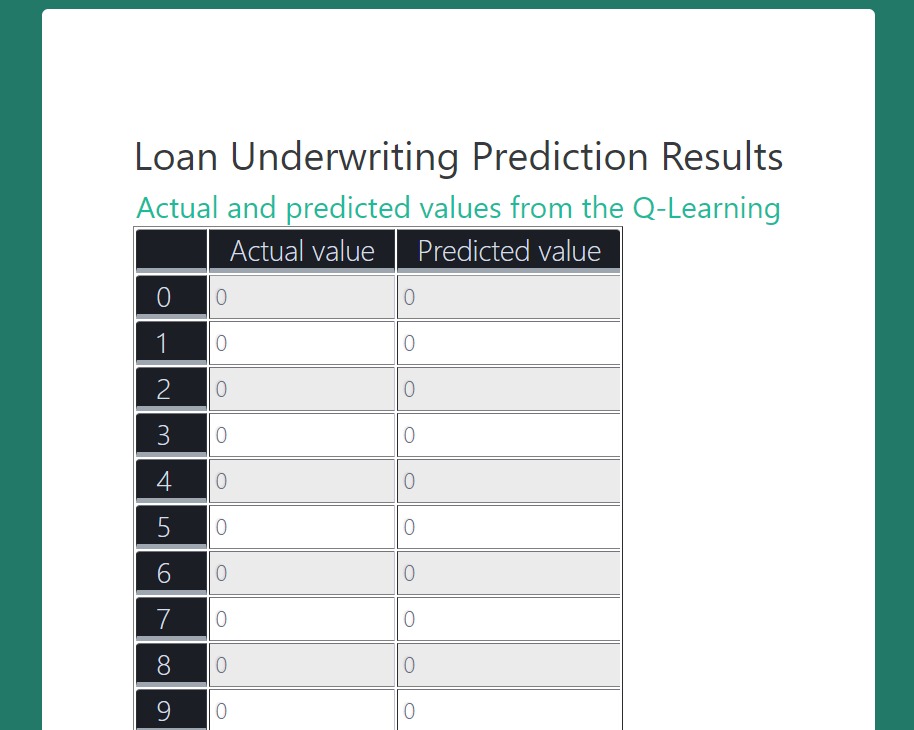 Loan Underwriting Prediction Results
Actual and predicted values from the Q-Learning
Actual value Predicted value
0 0 0
1 0 0
2 0 0
3 0 0
4 0 0
5 0 0
6 0 0
7 0 0
8 0 0
9 0 0